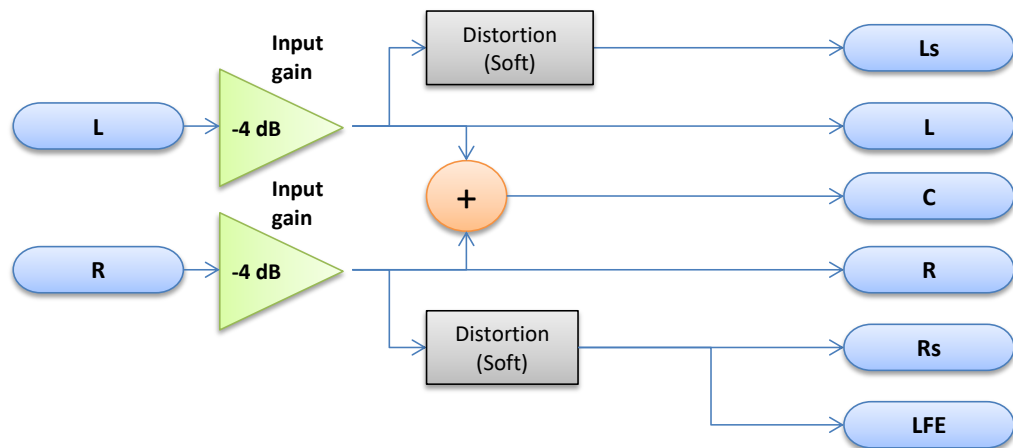 Input
gain
Distortion
(Soft)
Ls
L
-4 dB
L
Input
gain
+
C
R
-4 dB
R
Distortion
(Soft)
Rs
LFE